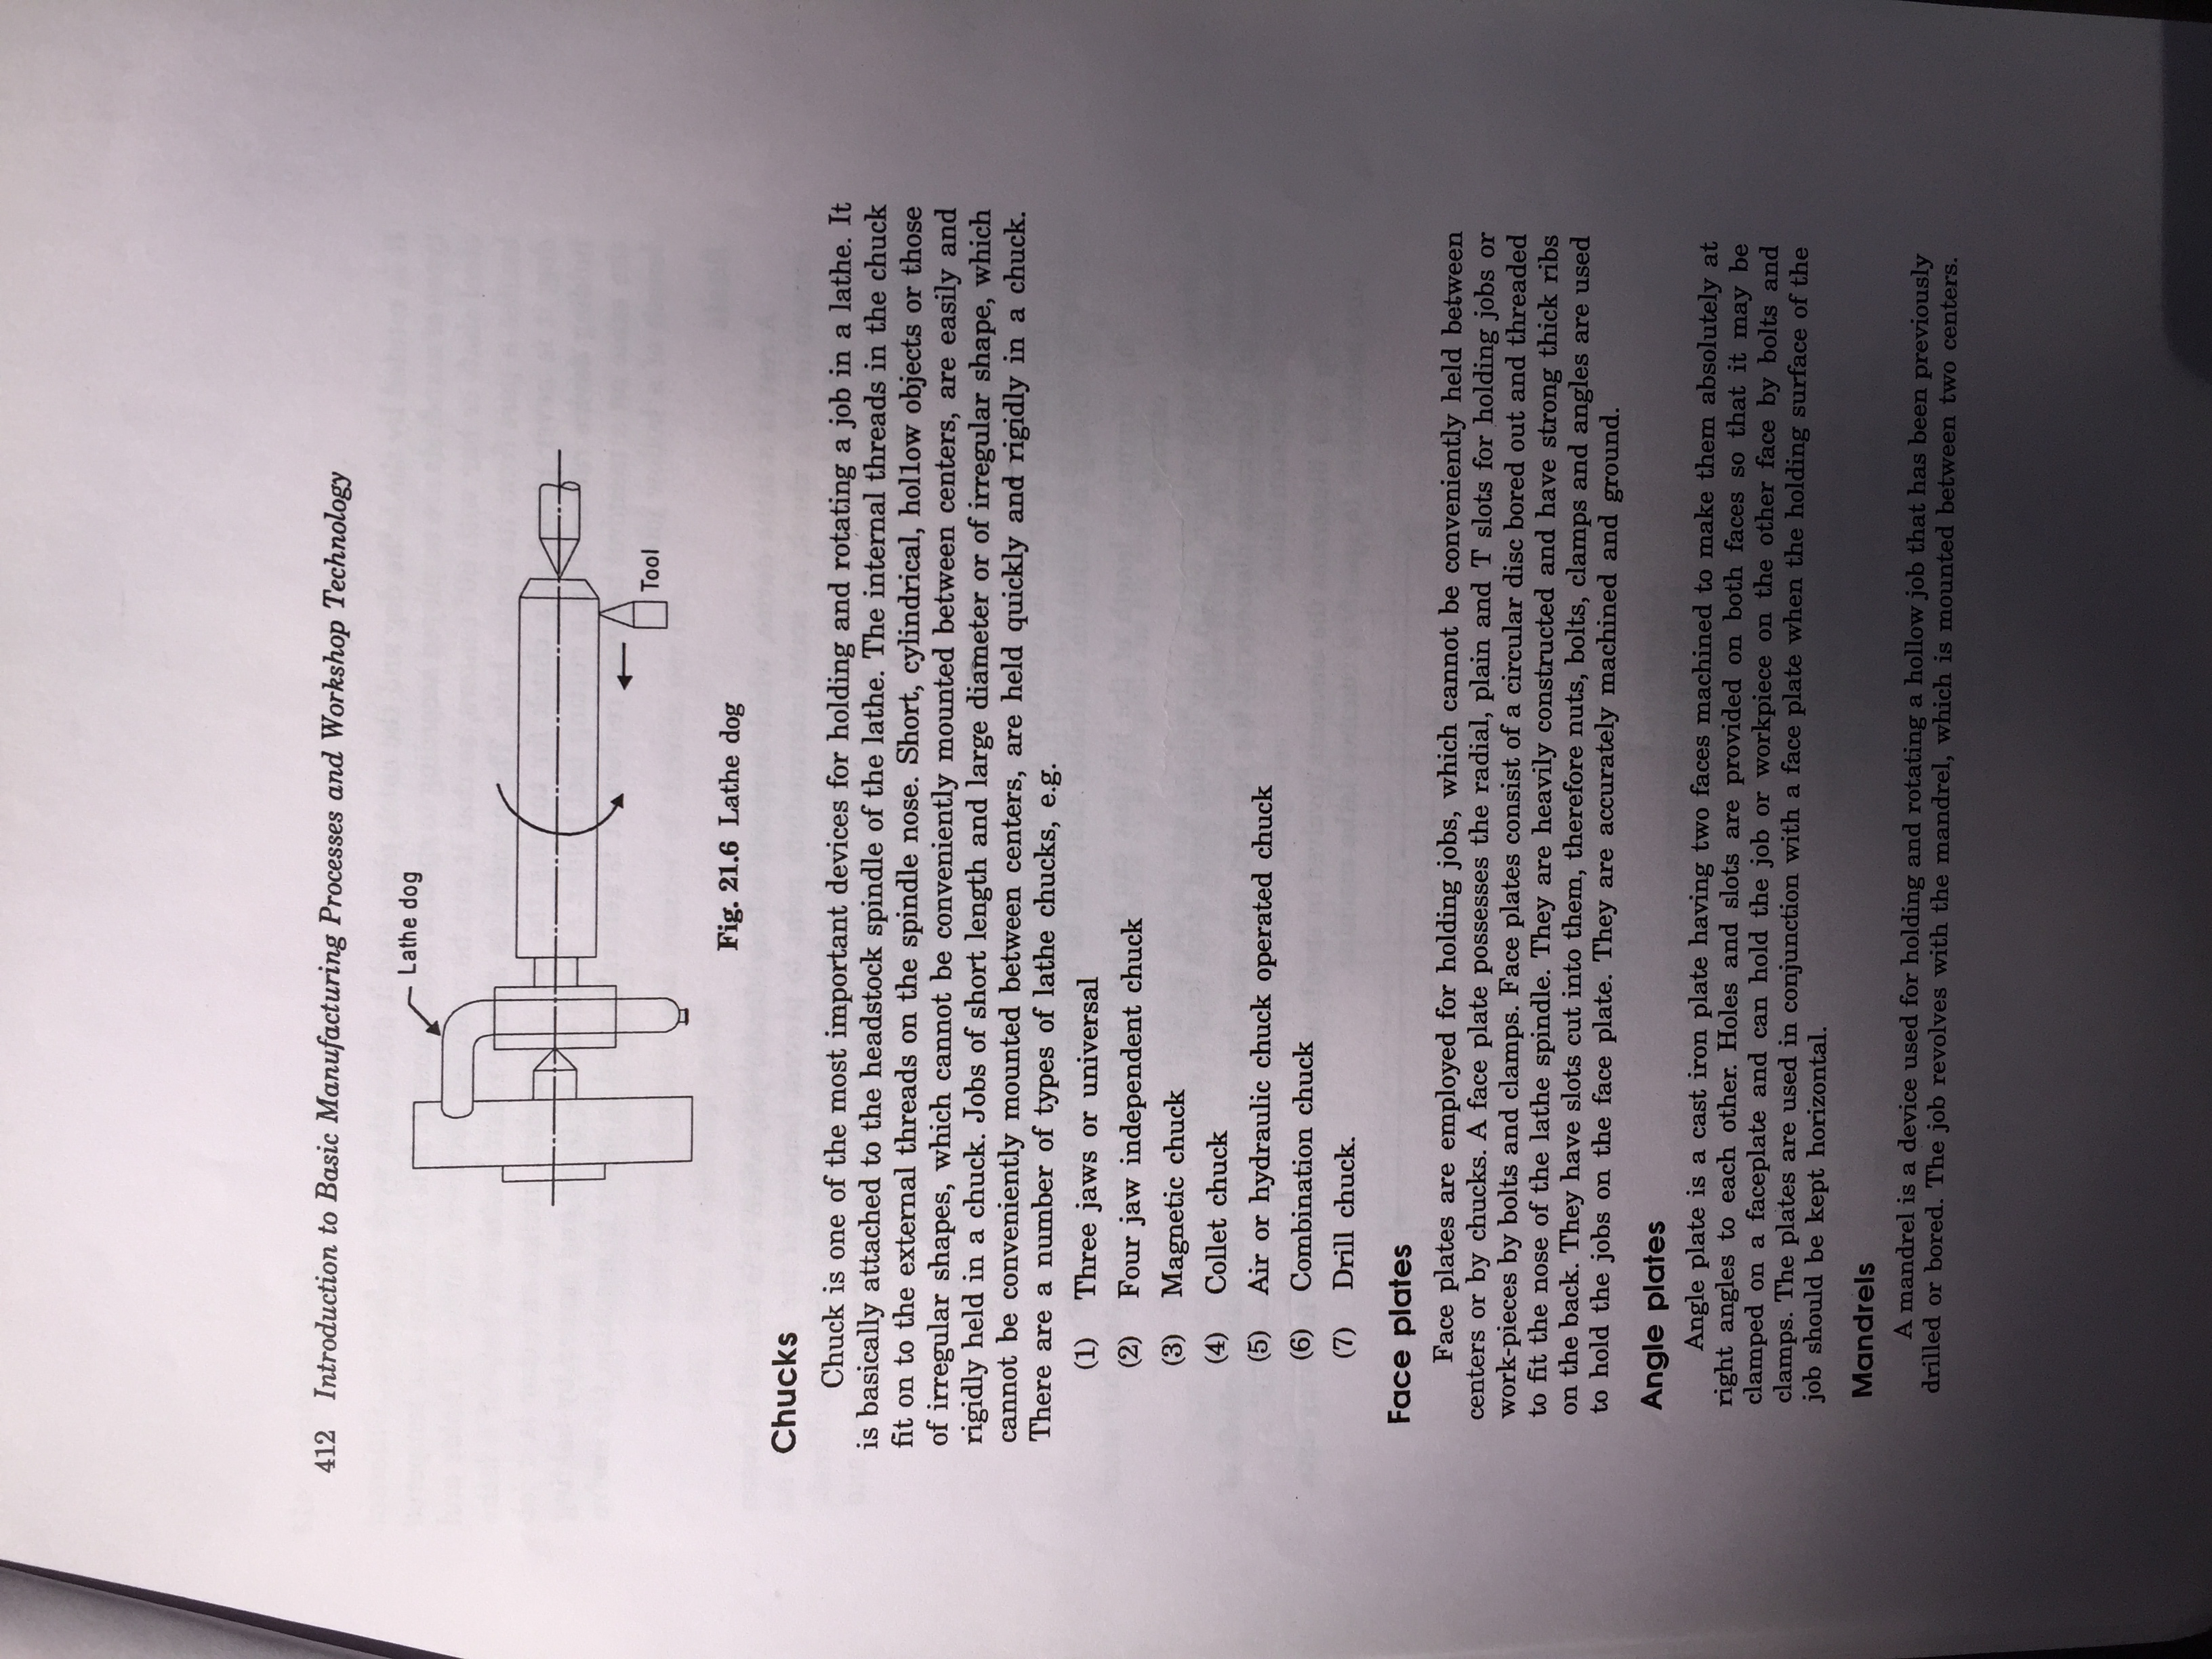 412 Introduction to Basic Manufacturing Processes and Workshop Technology
Lathe dog
Tool
Fig. 21.6 Lathe dog
Chucks
Chuck is one of the most important devices for holding and rotating a job in a lathe. It
is basically attached to the headstock spindle of the lathe. The internal threads in the chuck
fit on to the external threads on the spindle nose. Short, cylindrical, hollow objects or those
of irregular shapes, which cannot be conveniently mounted between centers, are easily and
rigidly held in a chuck. Jobs of short length and large diameter or of irregular shape, which
cannot be conveniently mounted between centers, are held quickly and rigidly in a chuck.
There are a number of types of lathe chucks, e.g.
(1) Three jaws or universal
(2) Four jaw independent chuck
(3) Magnetic chuck
(4) Collet chuck
(5) Air or hydraulic chuck operated chuck
(6) Combination chuck
(7) Drill chuck.
Face plates
Face plates are employed for holding jobs, which cannot be conveniently held between
centers or by chucks. A face plate possesses the radial, plain and T slots for holding jobs or
work-pieces by bolts and clamps. Face plates consist of a circular disc bored out and threaded
to fit the nose of the lathe spindle. They are heavily constructed and have strong thick ribs
on the back. They have slots cut into them, therefore nuts, bolts, clamps and angles are used
to hold the jobs on the face plate. They are accurately machined and ground.
Angle plates
Angle plate is a cast iron plate having two faces machined to make them absolutely at
right angles to each other. Holes and slots are provided on both faces so that it may be
clamped on a faceplate and can hold the job or workpiece on the other face by bolts and
clamps. The plates are used in conjunction with a face plate when the holding surface of the
job should be kept horizontal.
Mandrels
A mandrel is a device used for holding and rotating a hollow job that has been previously
drilled or bored. The job revolves with the mandrel, which is mounted between two centers.